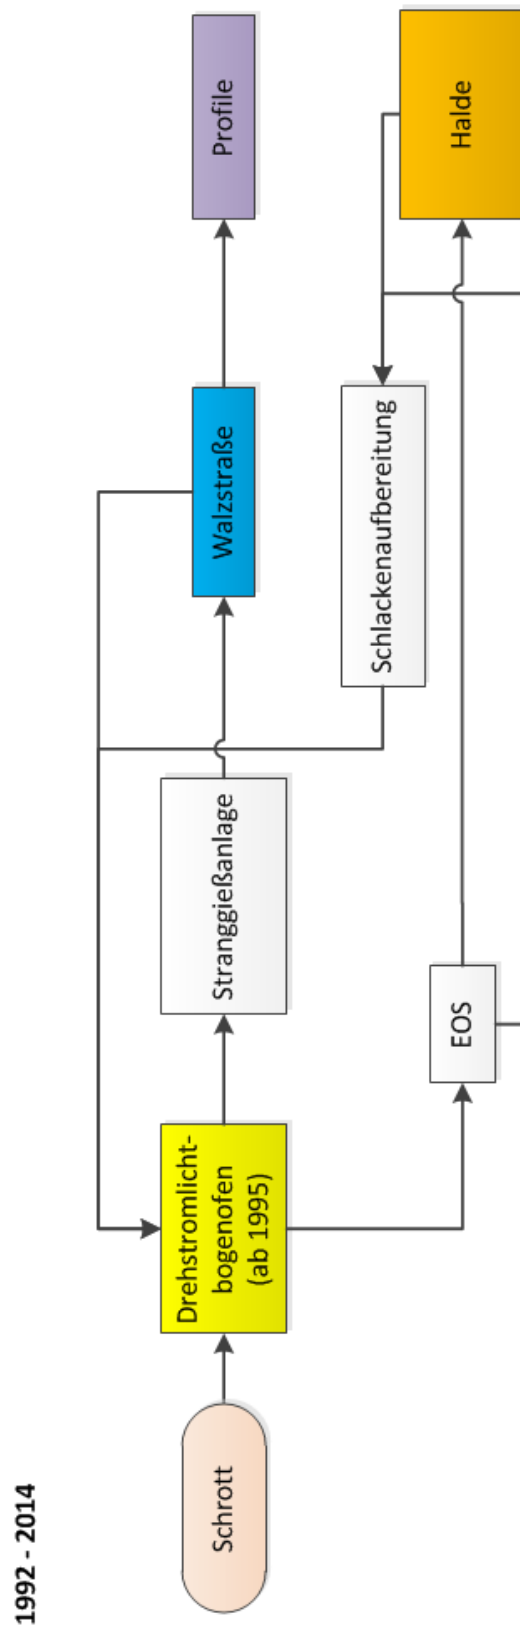 1992 - 2014
Schrott
Drehstromlicht-
bogenofen
(ab 1995)
Stranggießanlage
Walzstraße
Profile
EOS
Schlackenaufbereitung
Halde